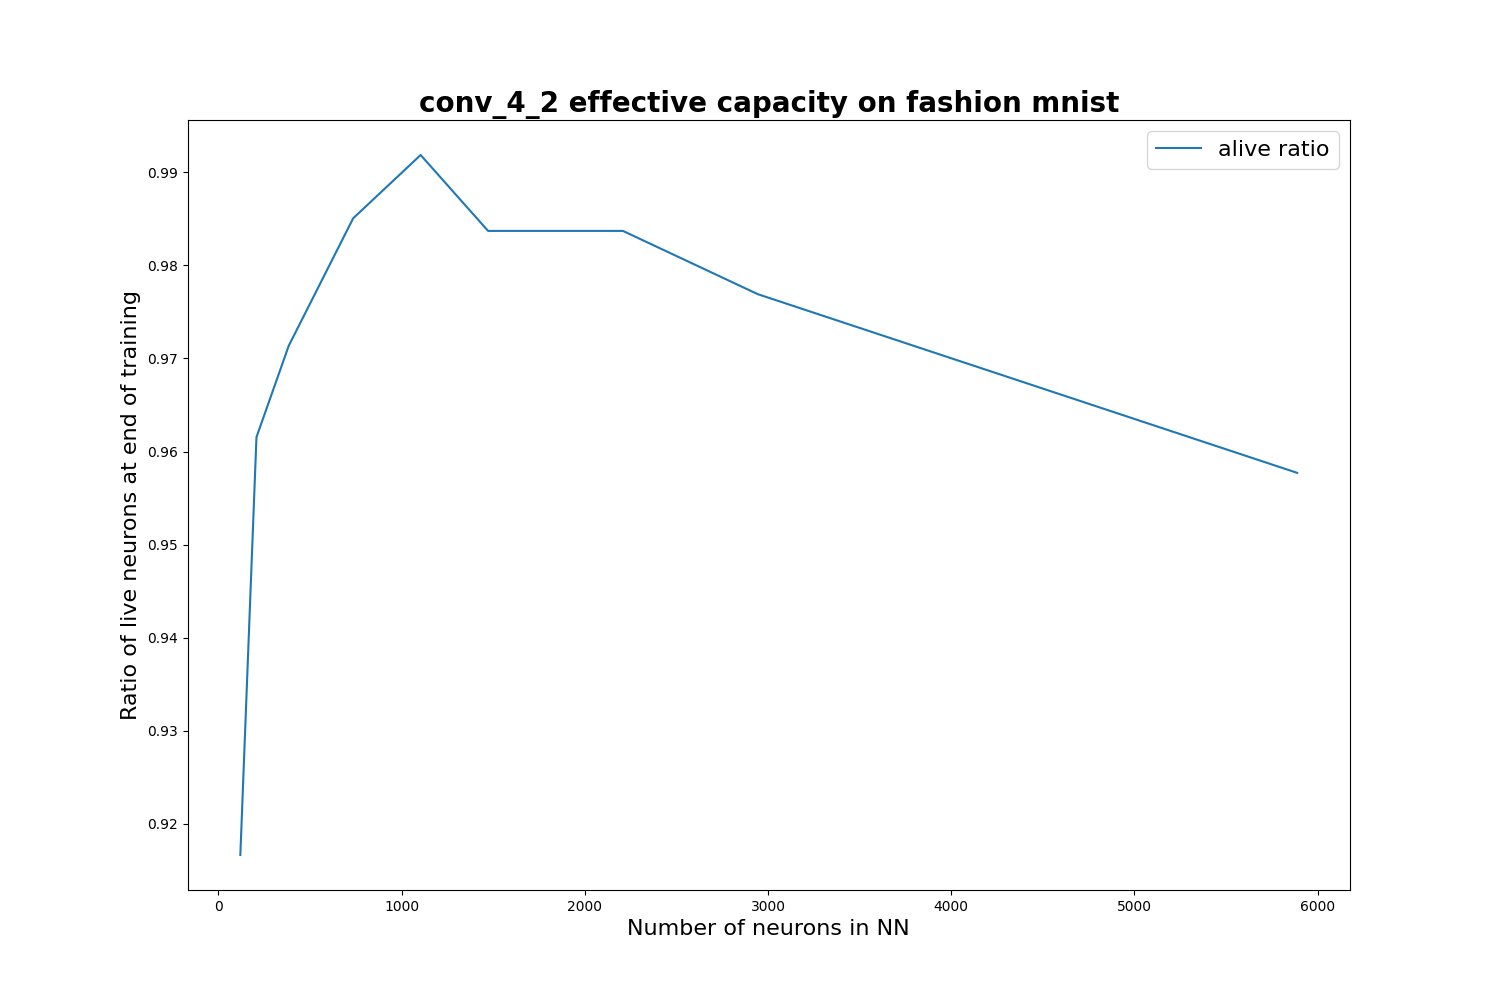 conv_4_2 effective capacity on fashion mnist
alive ratio
Ratio of live neurons at end of training
0.99
0.98
0.97
0.96
0.95
0.94
0.93
0.92
0 1000 2000 3000 4000 5000 6000
Number of neurons in NN